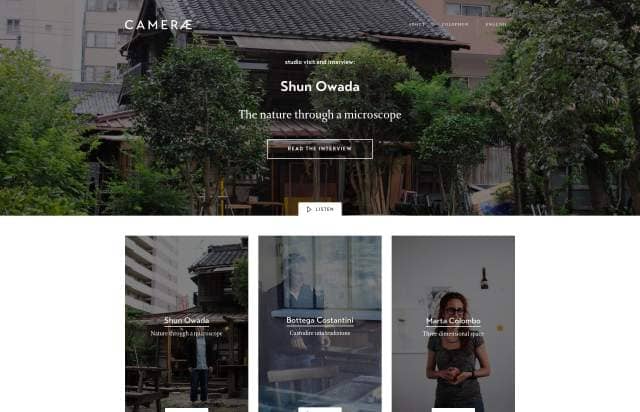 CAMERÆ
ABOUT COLOPHON ENGLISH
studio visit and interview:
Shun Owada
The nature through a microscope
READ THE INTERVIEW
LISTEN
Shun Owada
Nature through a microscope
Bottega Costantini
Custodire una tradizione
Marta Colombo
Three dimensional space